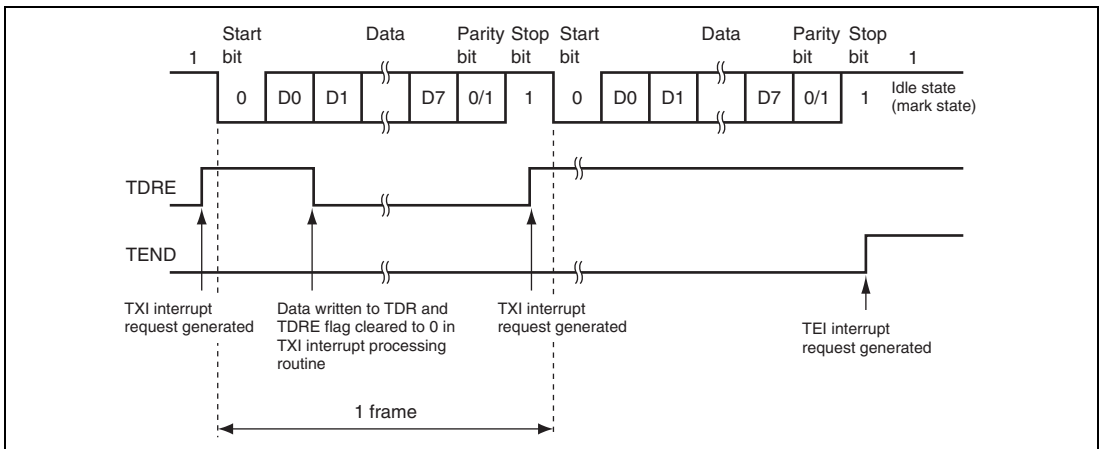 Start Data Parity Stop Start Data Parity Stop
1 bit bit bit bit bit bit 1
0 D0 D1 D7 0/1 1 0 D0 D1 D7 0/1 1 Idle state
(mark state)
TDRE
TEND
TXI interrupt
request generated
Data written to TDR and
TDRE flag cleared to 0 in
TXI interrupt processing
routine
TXI interrupt
request generated
TEI interrupt
request generated
1 frame